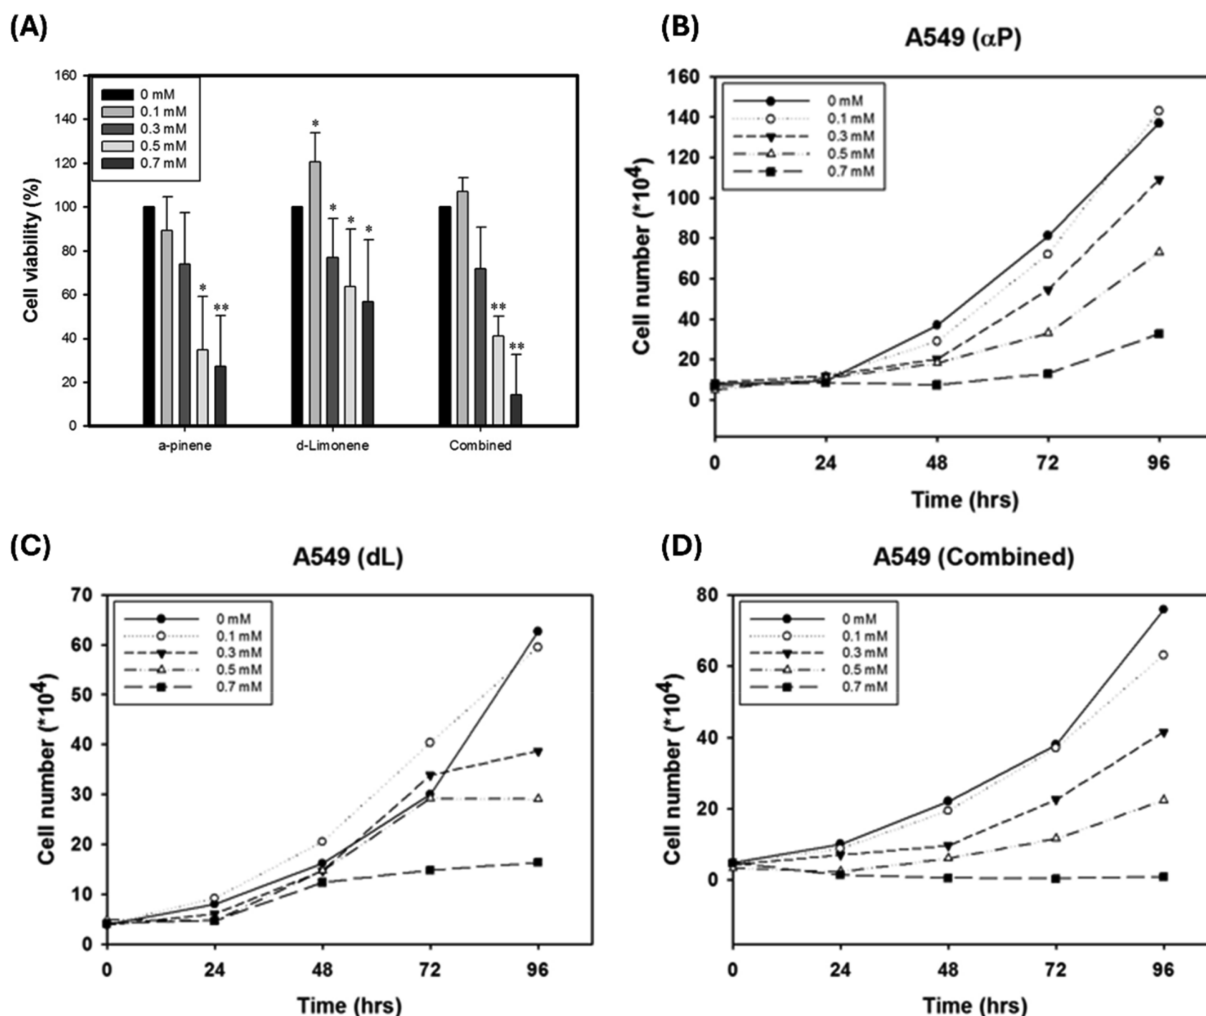 (A)
160
140
120
100
80
60
40
20
0
Cell viability (%)
0 mM
0.1 mM
0.3 mM
0.5 mM
0.7 mM
*
**
*
*
*
*
**
**
a-pinene
d-Limonene
Combined
(B)
A549 (αP)
160
140
120
100
80
60
40
20
0
Cell number (*10⁴)
0 mM
0.1 mM
0.3 mM
0.5 mM
0.7 mM
0
24
48
72
96
Time (hrs)
(C)
A549 (dL)
70
60
50
40
30
20
10
0
Cell number (*10⁴)
0 mM
0.1 mM
0.3 mM
0.5 mM
0.7 mM
0
24
48
72
96
Time (hrs)
(D)
A549 (Combined)
80
60
40
20
0
Cell number (*10⁴)
0 mM
0.1 mM
0.3 mM
0.5 mM
0.7 mM
0
24
48
72
96
Time (hrs)